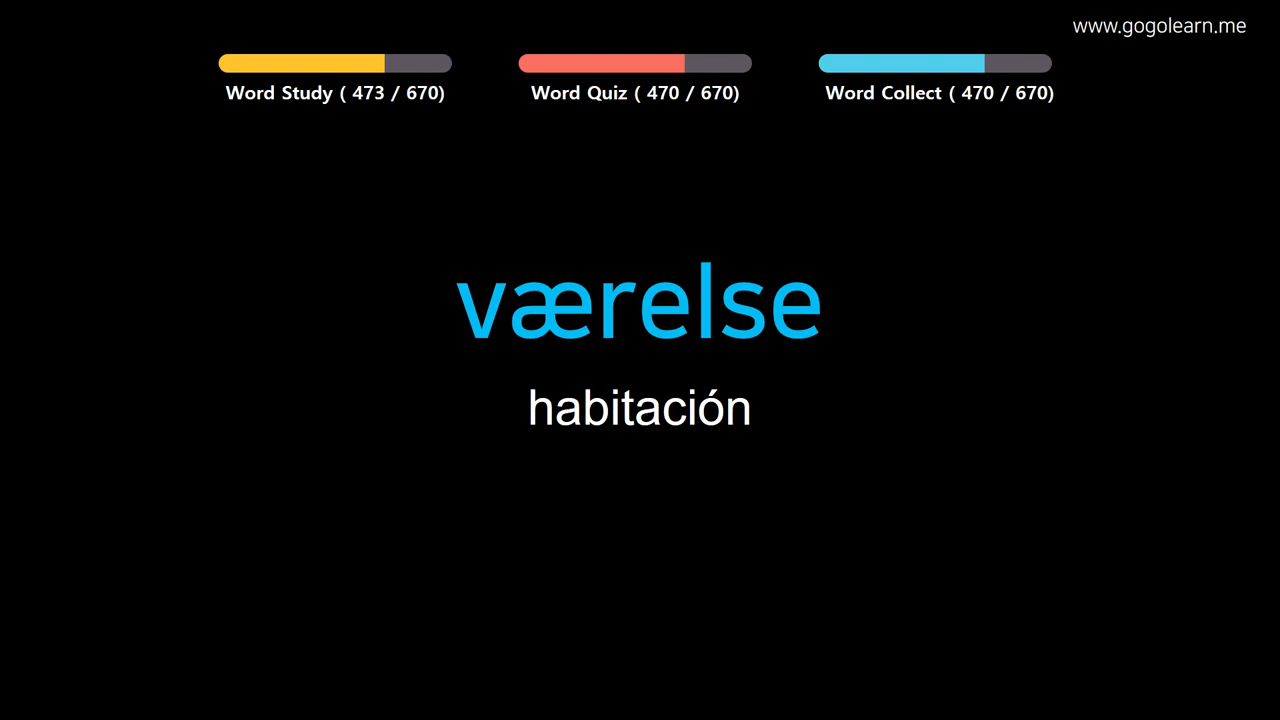 www.gogolearn.me
Word Study ( 473 / 670)
Word Quiz ( 470 / 670)
Word Collect ( 470 / 670)
værelse
habitación